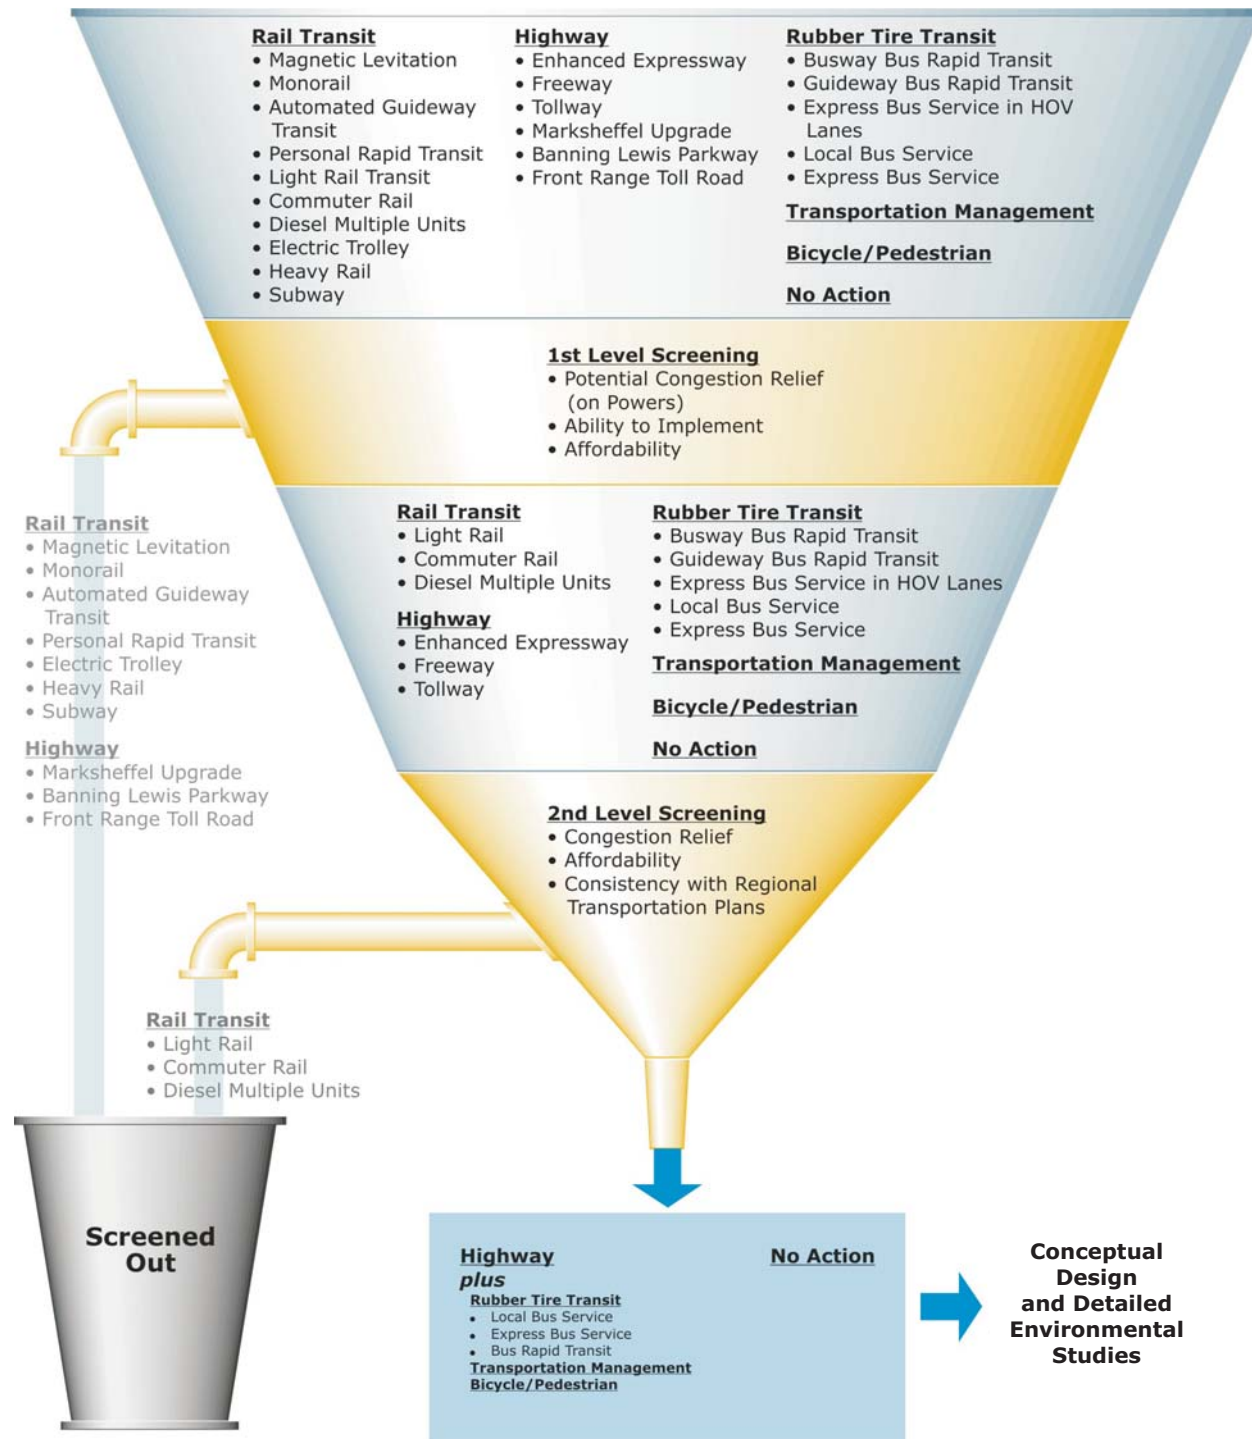 Rail Transit
• Magnetic Levitation
• Monorail
• Automated Guideway
Transit
• Personal Rapid Transit
• Light Rail Transit
• Commuter Rail
• Diesel Multiple Units
• Electric Trolley
• Heavy Rail
• Subway
Highway
• Enhanced Expressway
• Freeway
• Tollway
• Marksheffel Upgrade
• Banning Lewis Parkway
• Front Range Toll Road
Rubber Tire Transit
• Busway Bus Rapid Transit
• Guideway Bus Rapid Transit
• Express Bus Service in HOV
Lanes
• Local Bus Service
• Express Bus Service
Transportation Management
Bicycle/Pedestrian
No Action
1st Level Screening
• Potential Congestion Relief
(on Powers)
• Ability to Implement
• Affordability
Rail Transit
• Magnetic Levitation
• Monorail
• Automated Guideway
Transit
• Personal Rapid Transit
• Electric Trolley
• Heavy Rail
• Subway
Highway
• Marksheffel Upgrade
• Banning Lewis Parkway
• Front Range Toll Road
Rail Transit
• Light Rail
• Commuter Rail
• Diesel Multiple Units
Highway
• Enhanced Expressway
• Freeway
• Tollway
Rubber Tire Transit
• Busway Bus Rapid Transit
• Guideway Bus Rapid Transit
• Express Bus Service in HOV Lanes
• Local Bus Service
• Express Bus Service
Transportation Management
Bicycle/Pedestrian
No Action
2nd Level Screening
• Congestion Relief
• Affordability
• Consistency with Regional
Transportation Plans
Rail Transit
• Light Rail
• Commuter Rail
• Diesel Multiple Units
Screened
Out
Highway
plus
Rubber Tire Transit
• Local Bus Service
• Express Bus Service
• Bus Rapid Transit
Transportation Management
Bicycle/Pedestrian
No Action
Conceptual
Design
and Detailed
Environmental
Studies